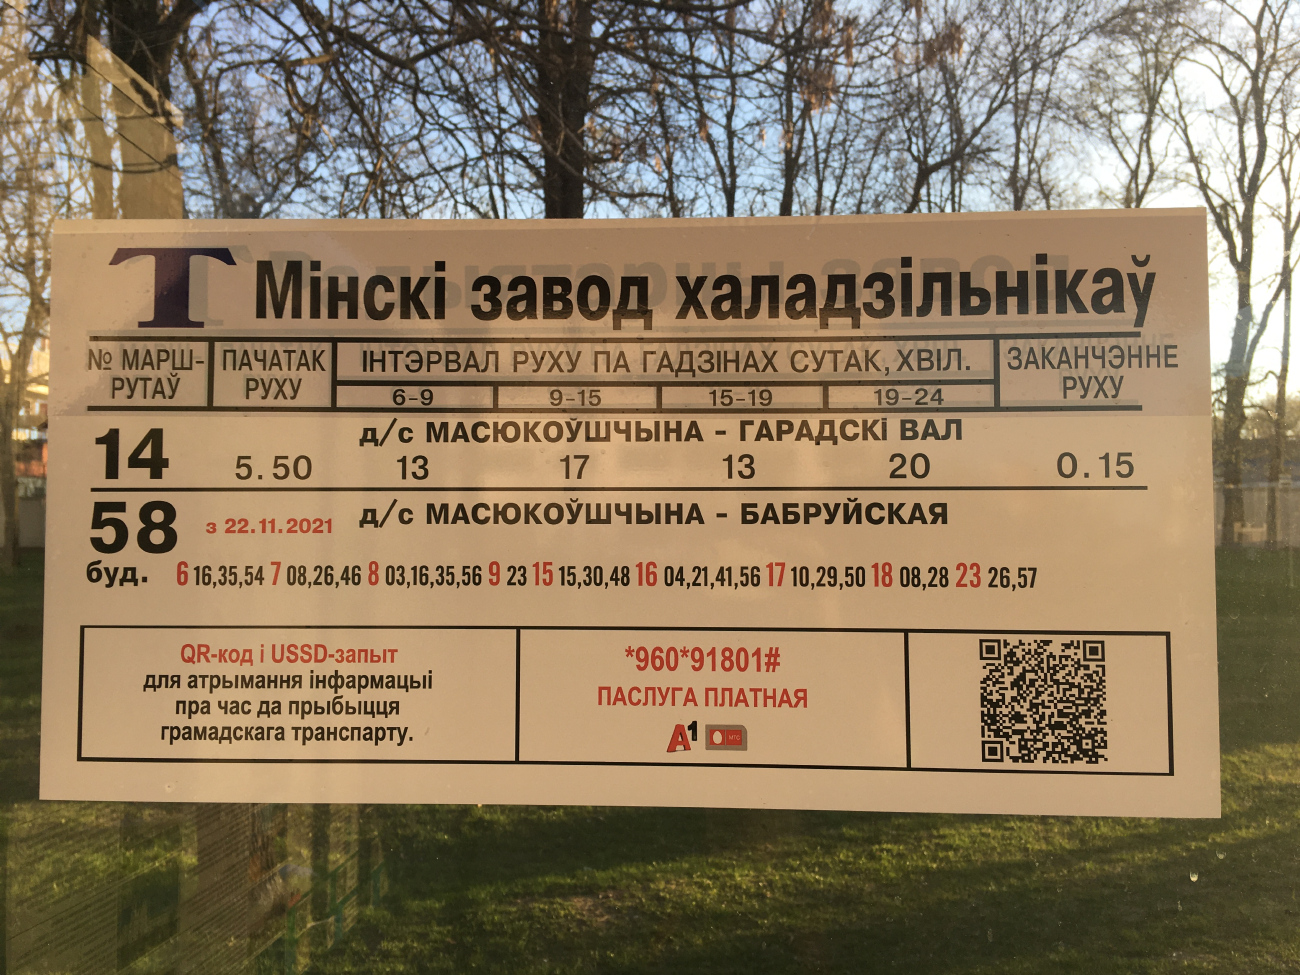 Т Мінскі завод халадзільнікаў
№ МАРШ-РУТАЎ ПАЧАТАК РУХУ ІНТЭРВАЛ РУХУ ПА ГАДЗІНАХ СУТАК, ХВІЛ. ЗАКАНЧЭННЕ РУХУ
6-9 9-15 15-19 19-24
д/с МАСЮКОЎШЧЫНА - ГАРАДСКІ ВАЛ
14 5.50 13 17 13 20 0.15
58 з 22.11.2021 д/с МАСЮКОЎШЧЫНА - БАБРУЙСКАЯ
буд. 6 16,35,54 7 08,26,46 8 03,16,35,56 9 23 15 15,30,48 16 04,21,41,56 17 10,29,50 18 08,28 23 26,57
QR-код і USSD-запыт
для атрымання інфармацыі
пра час да прыбыцця
грамадскага транспарту.
*960*91801#
ПАСЛУГА ПЛАТНАЯ
A1 МТС